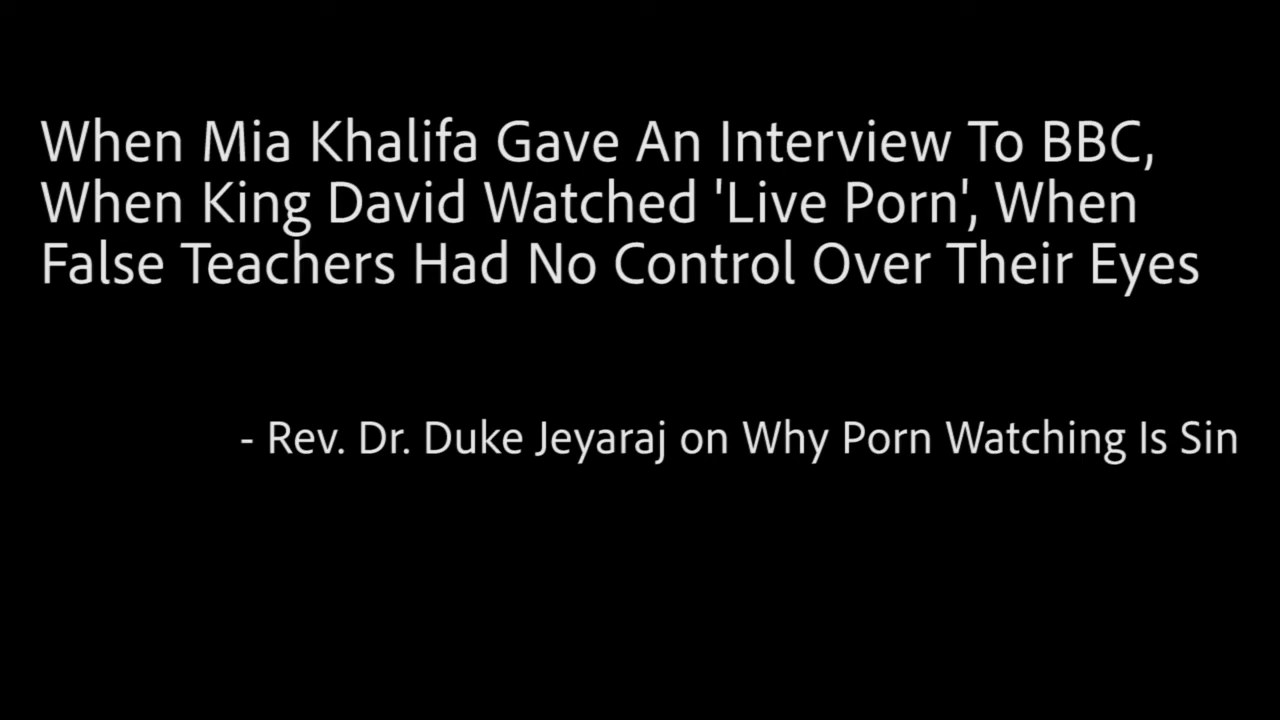 When Mia Khalifa Gave An Interview To BBC,
When King David Watched 'Live Porn', When
False Teachers Had No Control Over Their Eyes
- Rev. Dr. Duke Jeyaraj on Why Porn Watching Is Sin